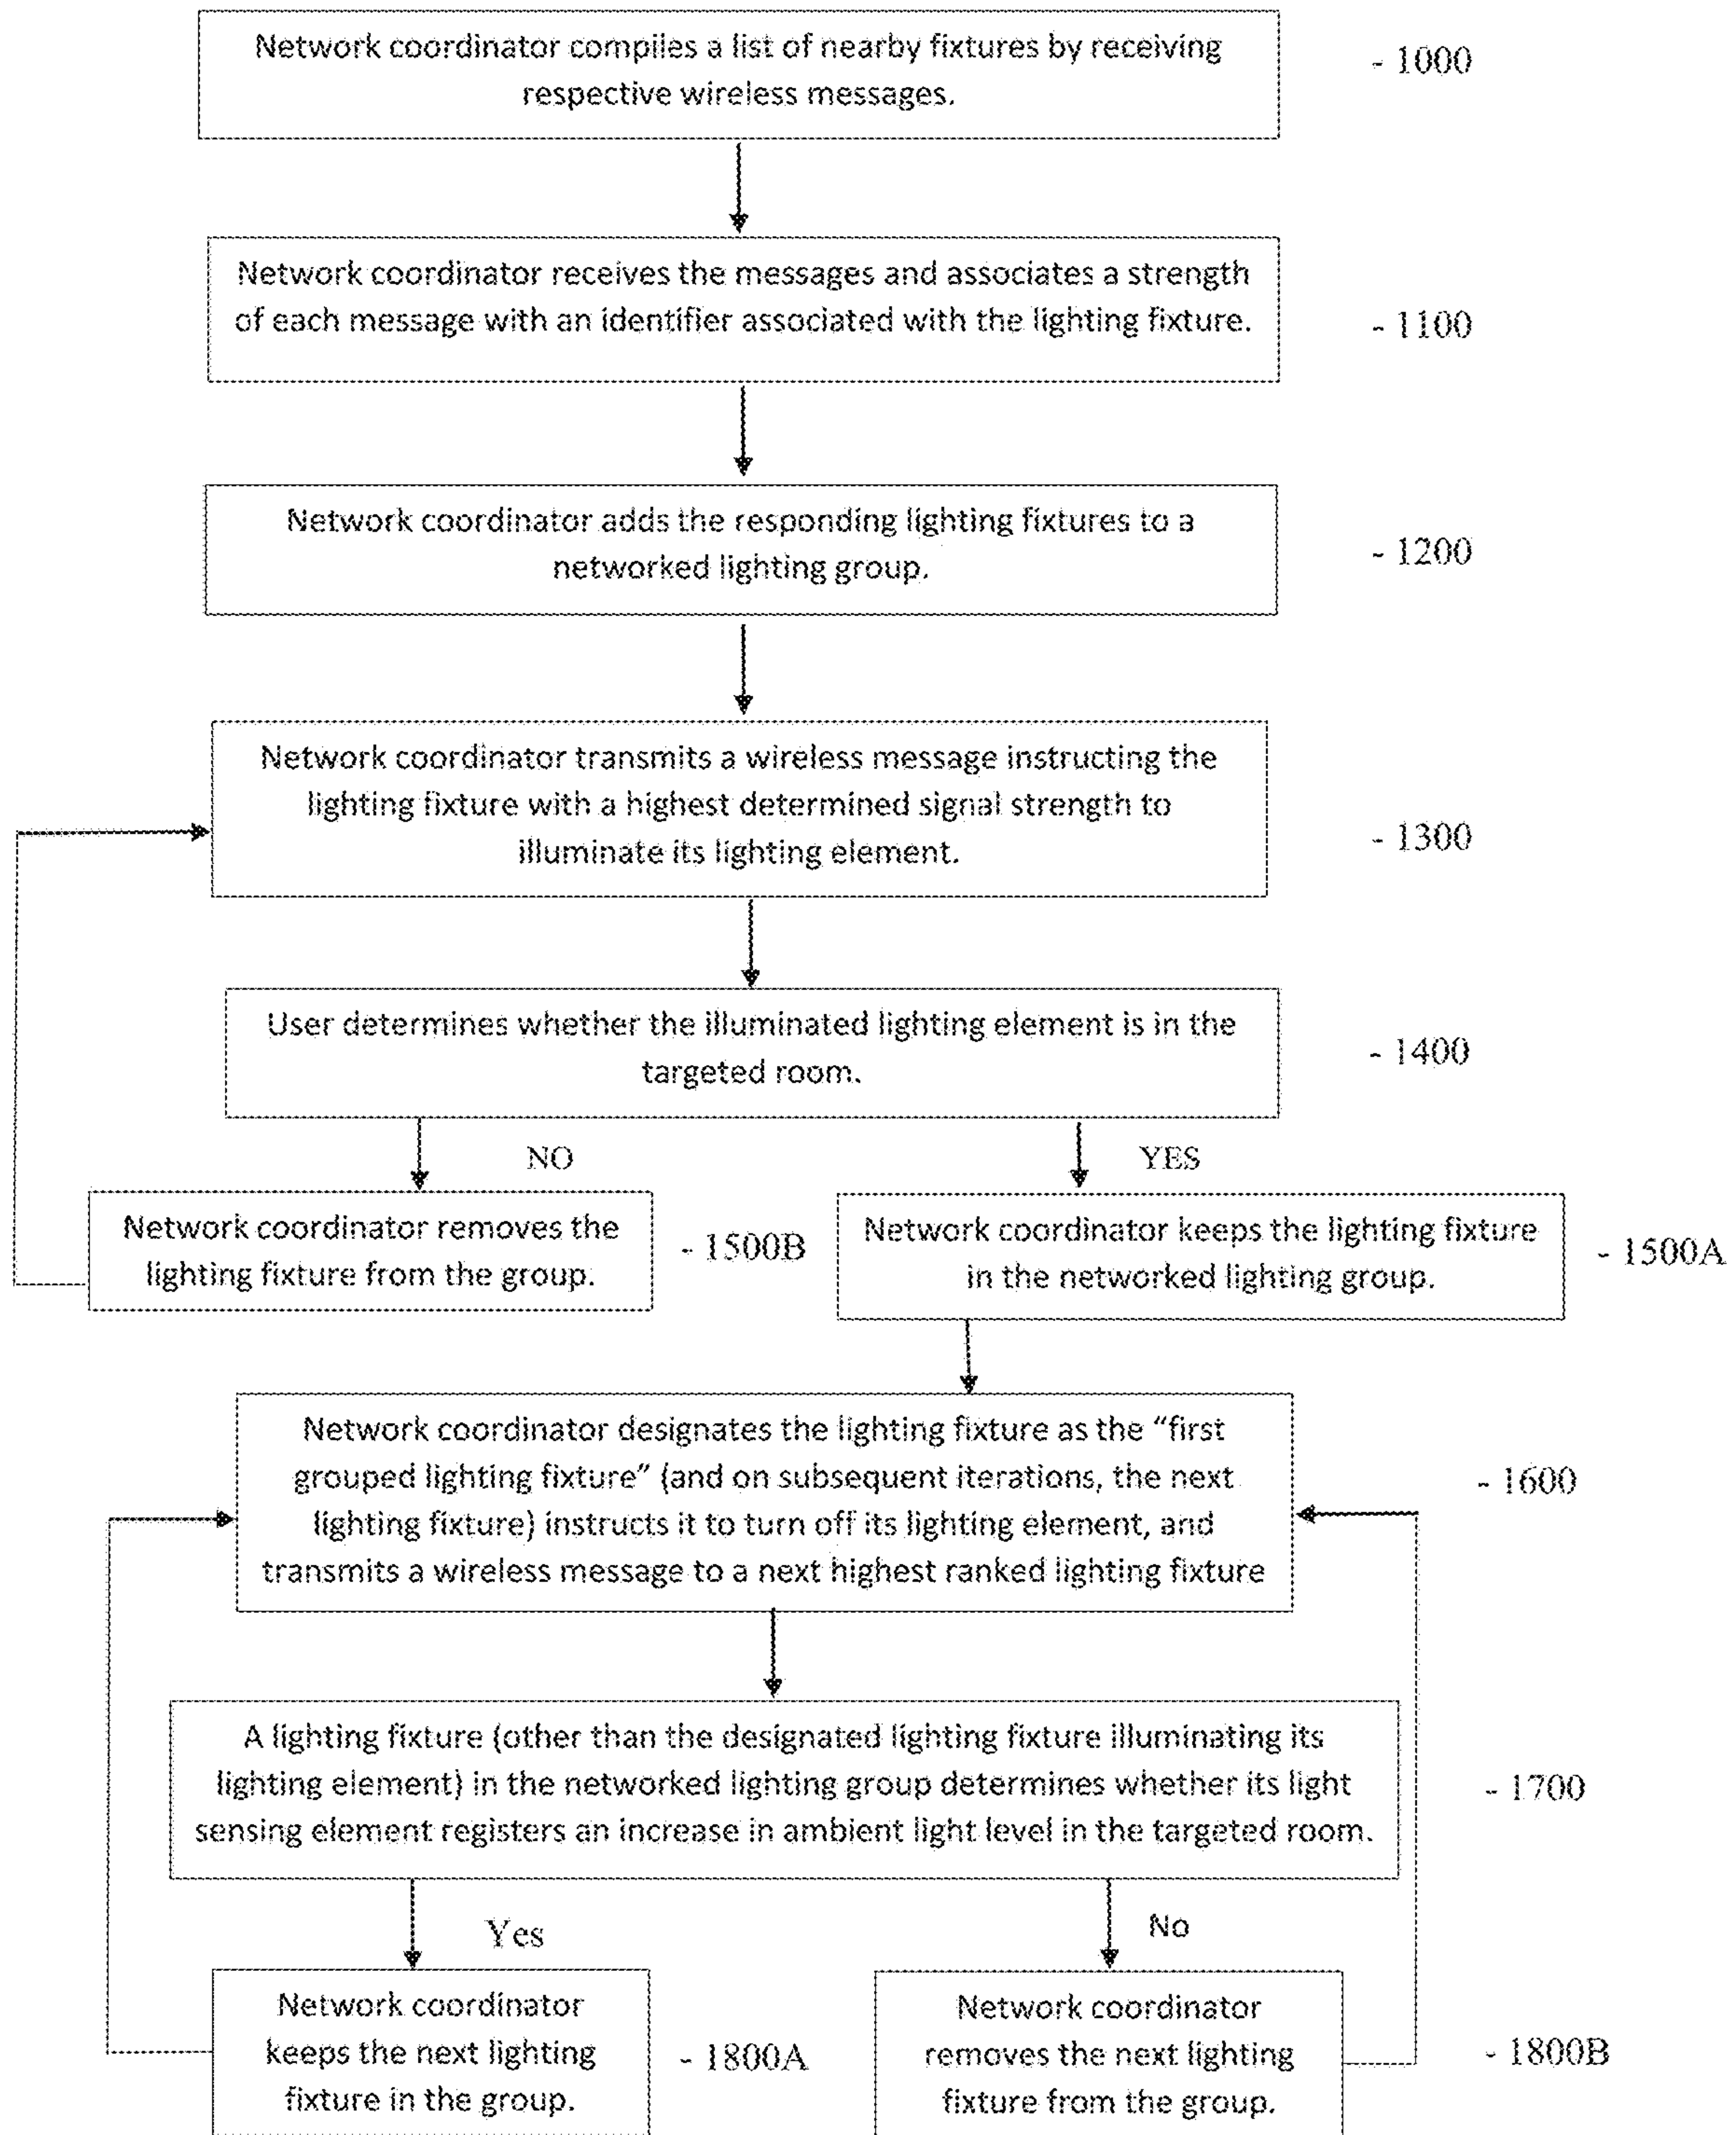 Network coordinator compiles a list of nearby fixtures by receiving
respective wireless messages.
- 1000
Network coordinator receives the messages and associates a strength
of each message with an identifier associated with the lighting fixture.
- 1100
Network coordinator adds the responding lighting fixtures to a
networked lighting group.
- 1200
Network coordinator transmits a wireless message instructing the
lighting fixture with a highest determined signal strength to
illuminate its lighting element.
- 1300
User determines whether the illuminated lighting element is in the
targeted room.
- 1400
NO
YES
Network coordinator removes the
lighting fixture from the group.
- 1500B
Network coordinator keeps the lighting fixture
in the networked lighting group.
- 1500A
Network coordinator designates the lighting fixture as the “first
grouped lighting fixture” (and on subsequent iterations, the next
lighting fixture) instructs it to turn off its lighting element, and
transmits a wireless message to a next highest ranked lighting fixture
- 1600
A lighting fixture (other than the designated lighting fixture illuminating its
lighting element) in the networked lighting group determines whether its light
sensing element registers an increase in ambient light level in the targeted room.
- 1700
Yes
No
Network coordinator
keeps the next lighting
fixture in the group.
- 1800A
Network coordinator
removes the next lighting
fixture from the group.
- 1800B